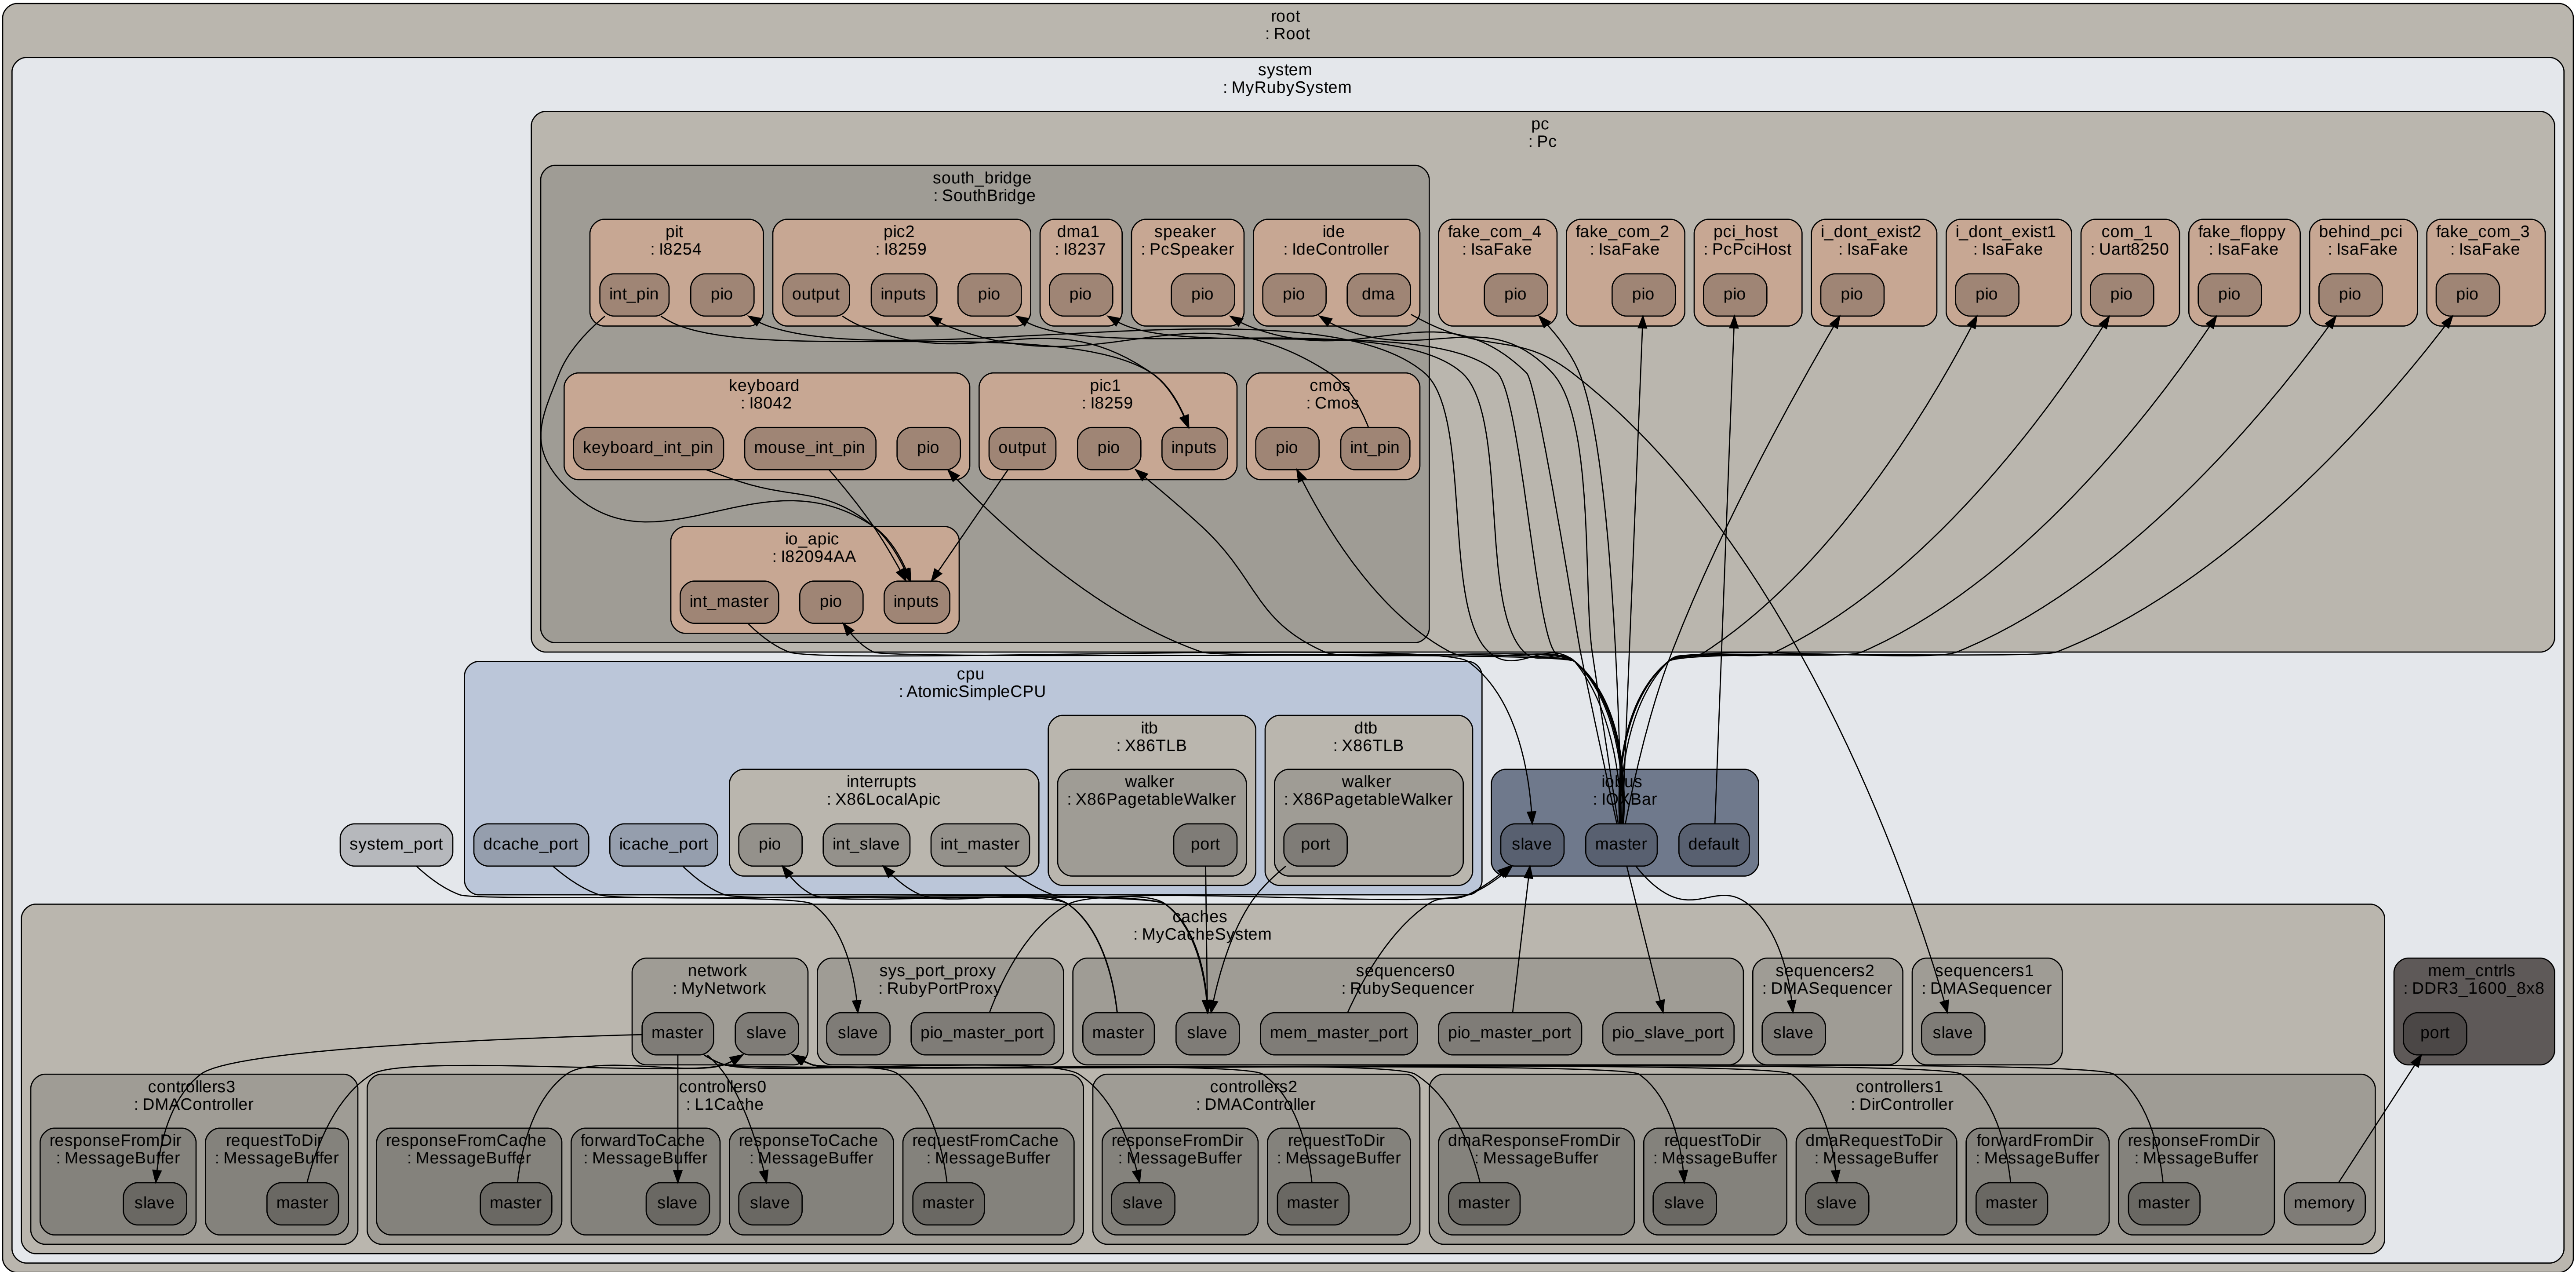 root
: Root
system
: MyRubySystem
pc
: Pc
south_bridge
: SouthBridge
pit
: I8254
int_pin
pio
pic2
: I8259
output
inputs
pio
dma1
: I8237
pio
speaker
: PcSpeaker
pio
ide
: IdeController
pio
dma
fake_com_4
: IsaFake
pio
fake_com_2
: IsaFake
pio
pci_host
: PcPciHost
pio
i_dont_exist2
: IsaFake
pio
i_dont_exist1
: IsaFake
pio
com_1
: Uart8250
pio
fake_floppy
: IsaFake
pio
behind_pci
: IsaFake
pio
fake_com_3
: IsaFake
pio
keyboard
: I8042
keyboard_int_pin
mouse_int_pin
pio
pic1
: I8259
output
pio
inputs
cmos
: Cmos
pio
int_pin
io_apic
: I82094AA
int_master
pio
inputs
cpu
: AtomicSimpleCPU
system_port
dcache_port
icache_port
interrupts
: X86LocalApic
pio
int_slave
int_master
itb
: X86TLB
walker
: X86PagetableWalker
port
dtb
: X86TLB
walker
: X86PagetableWalker
port
iobus
: IOXBar
slave
master
default
caches
: MyCacheSystem
network
: MyNetwork
master
slave
sys_port_proxy
: RubyPortProxy
slave
pio_master_port
sequencers0
: RubySequencer
master
slave
mem_master_port
pio_master_port
pio_slave_port
sequencers2
: DMASequencer
slave
sequencers1
: DMASequencer
slave
mem_cntrls
: DDR3_1600_8x8
port
controllers3
: DMAController
responseFromDir
: MessageBuffer
slave
requestToDir
: MessageBuffer
master
controllers0
: L1Cache
responseFromCache
: MessageBuffer
master
forwardToCache
: MessageBuffer
slave
responseToCache
: MessageBuffer
slave
requestFromCache
: MessageBuffer
master
controllers2
: DMAController
responseFromDir
: MessageBuffer
slave
requestToDir
: MessageBuffer
master
controllers1
: DirController
dmaResponseFromDir
: MessageBuffer
master
requestToDir
: MessageBuffer
slave
dmaRequestToDir
: MessageBuffer
slave
forwardFromDir
: MessageBuffer
master
responseFromDir
: MessageBuffer
master
memory